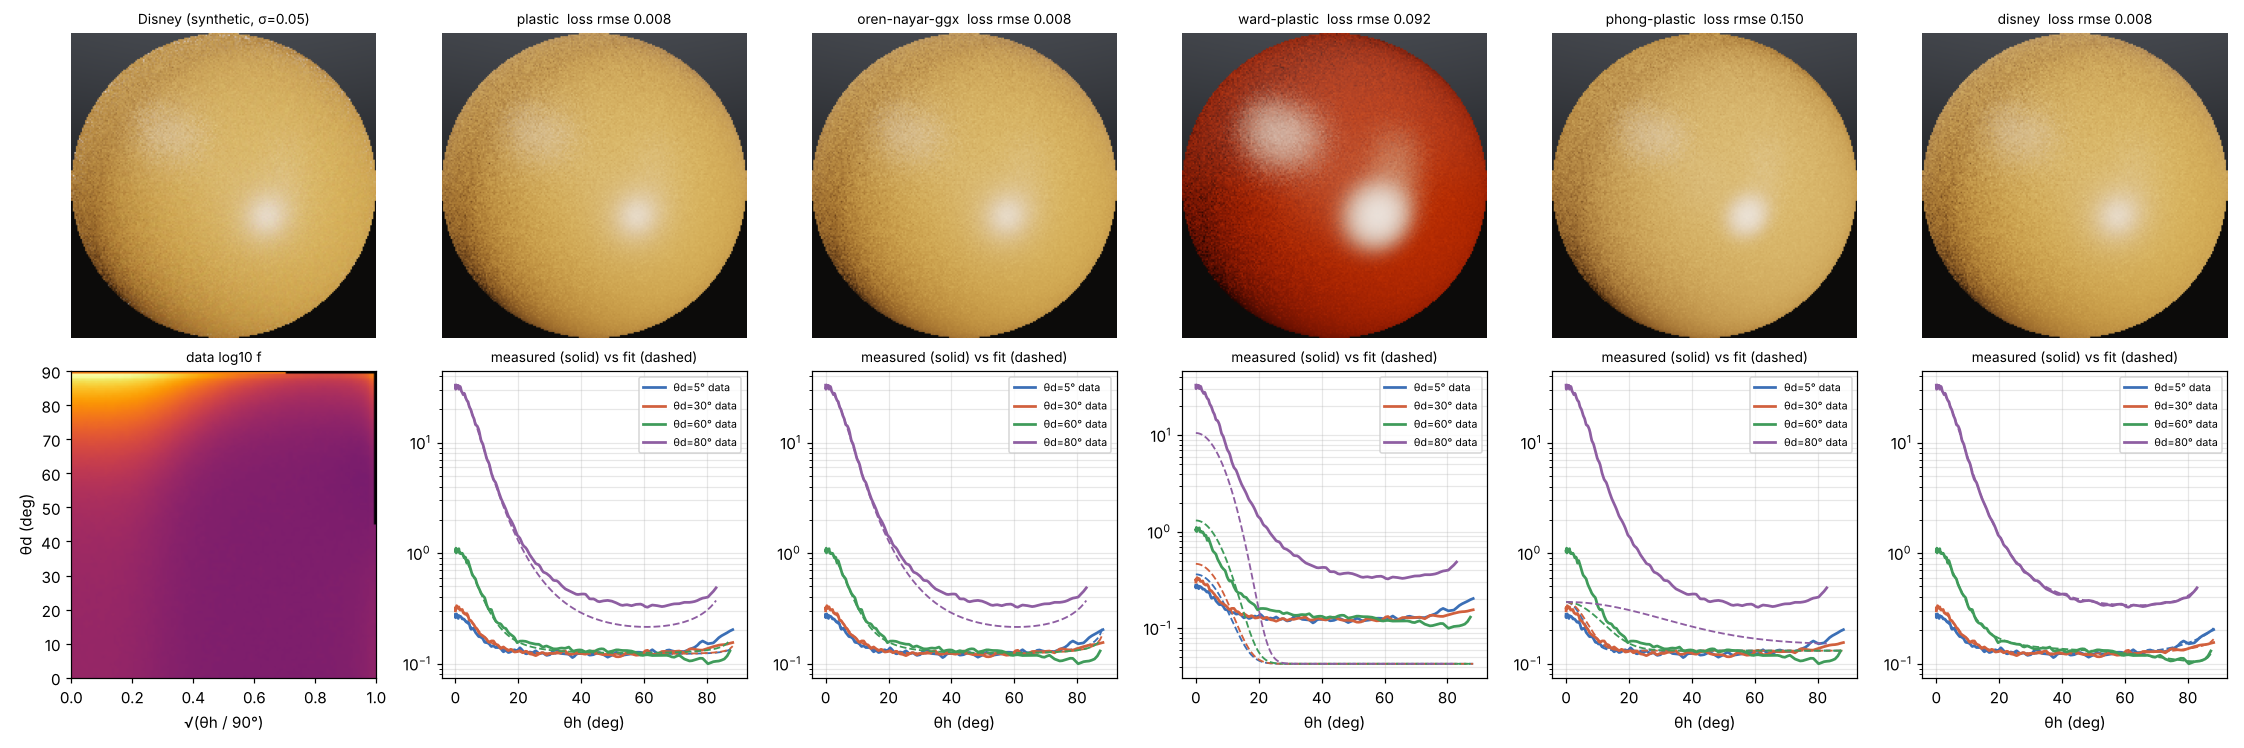 Disney (synthetic, σ=0.05)
plastic  loss rmse 0.008
oren-nayar-ggx  loss rmse 0.008
ward-plastic  loss rmse 0.092
phong-plastic  loss rmse 0.150
disney  loss rmse 0.008
data log10 f
θd (deg)
90
80
70
60
50
40
30
20
10
0
0.0 0.2 0.4 0.6 0.8 1.0
√(θh / 90°)
measured (solid) vs fit (dashed)
θd=5° data
θd=30° data
θd=60° data
θd=80° data
10¹
10⁰
10⁻¹
0 20 40 60 80
θh (deg)
measured (solid) vs fit (dashed)
θd=5° data
θd=30° data
θd=60° data
θd=80° data
10¹
10⁰
10⁻¹
0 20 40 60 80
θh (deg)
measured (solid) vs fit (dashed)
θd=5° data
θd=30° data
θd=60° data
θd=80° data
10¹
10⁰
10⁻¹
0 20 40 60 80
θh (deg)
measured (solid) vs fit (dashed)
θd=5° data
θd=30° data
θd=60° data
θd=80° data
10¹
10⁰
10⁻¹
0 20 40 60 80
θh (deg)
measured (solid) vs fit (dashed)
θd=5° data
θd=30° data
θd=60° data
θd=80° data
10¹
10⁰
10⁻¹
0 20 40 60 80
θh (deg)